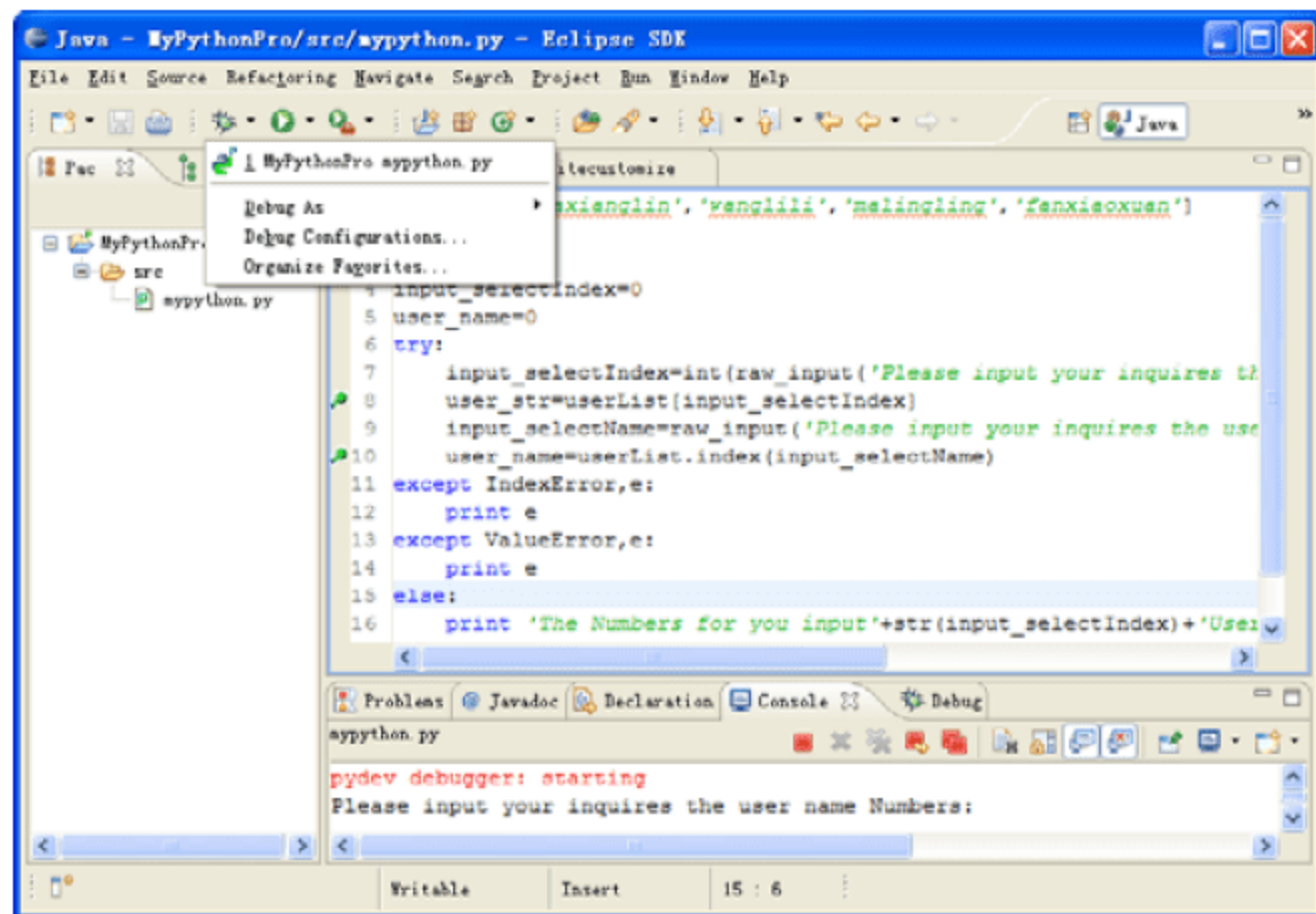 Java - MyPythonPro/src/mypython.py - Eclipse SDK
File Edit Source Refactoring Navigate Search Project Run Window Help
Java
Pac
itecustomize
1 MyPythonPro mypython.py
Debug As
Debug Configurations...
Organize Favorites...
MyPythonPr
src
mypython.py
axianglin','wanglili','malingling','fanxiaoxuan']
4 input_selectIndex=0
5 user_name=0
6 try:
7 input_selectIndex=int(raw_input('Please input your inquires th
8 user_str=userList[input_selectIndex]
9 input_selectName=raw_input('Please input your inquires the use
10 user_name=userList.index(input_selectName)
11 except IndexError,e:
12 print e
13 except ValueError,e:
14 print e
15 else:
16 print 'The Numbers for you input'+str(input_selectIndex)+'User
Problems Javadoc Declaration Console Debug
mypython.py
pydev debugger: starting
Please input your inquires the user name Numbers:
Writable Insert 15 : 6